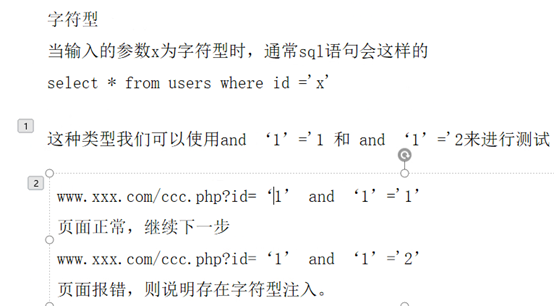 字符型
当输入的参数x为字符型时，通常sql语句会这样的
select * from users where id ='x'
1
这种类型我们可以使用and ‘1’='1 和 and ‘1’='2来进行测试
2
www.xxx.com/ccc.php?id=‘1’ and ‘1’='1’
页面正常，继续下一步
www.xxx.com/ccc.php?id=‘1’ and ‘1’='2’
页面报错，则说明存在字符型注入。